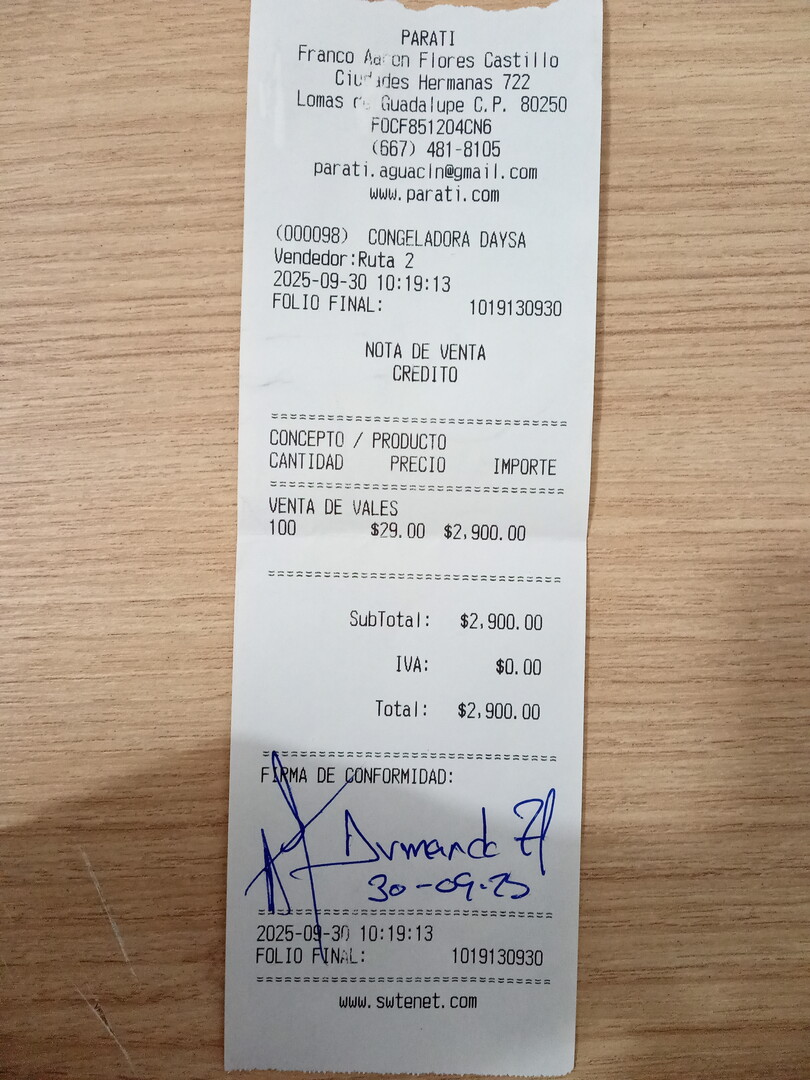 PARATI
Franco Aaron Flores Castillo
Ciudades Hermanas 722
Lomas de Guadalupe C.P. 80250
FOCF851204CN6
(667) 481-8105
parati.aguacln@gmail.com
www.parati.com
(000098) CONGELADORA DAYSA
Vendedor:Ruta 2
2025-09-30 10:19:13
FOLIO FINAL: 1019130930
NOTA DE VENTA
CREDITO
==================================
CONCEPTO / PRODUCTO
CANTIDAD PRECIO IMPORTE
==================================
VENTA DE VALES
100 $29.00 $2,900.00
==================================
SubTotal: $2,900.00
IVA: $0.00
Total: $2,900.00
==================================
FIRMA DE CONFORMIDAD:
Armando
30-09-25
==================================
2025-09-30 10:19:13
FOLIO FINAL: 1019130930
==================================
www.swtenet.com